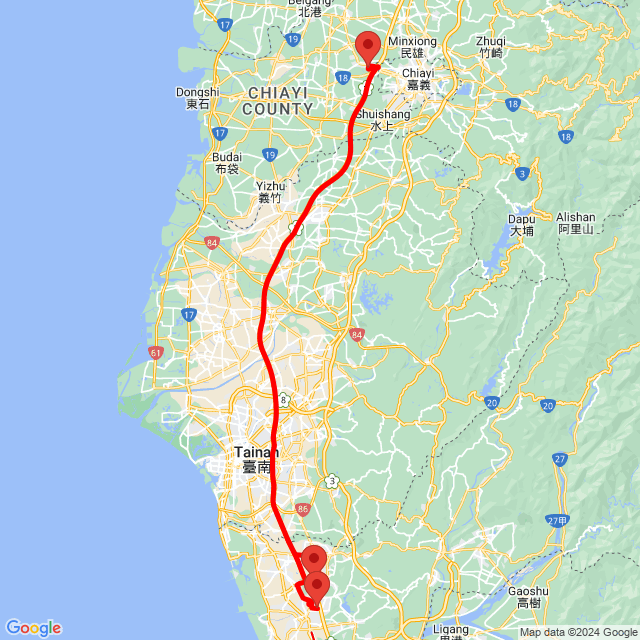 Beigang
北港
17
19
1
Minxiong
民雄
Zhuqi
竹崎
18
Chiayi
嘉義
Dongshi
東石
CHIAYI
COUNTY
23
Shuishang
水上
17
18
19
3
Budai
布袋
Yizhu
義竹
Dapu
大埔
Alishan
阿里山
84
17
84
61
8
20
20
Tainan
臺南
27
3
86
27甲
Gaoshu
高樹
Ligang
里港
Google
Map data ©2024 Google